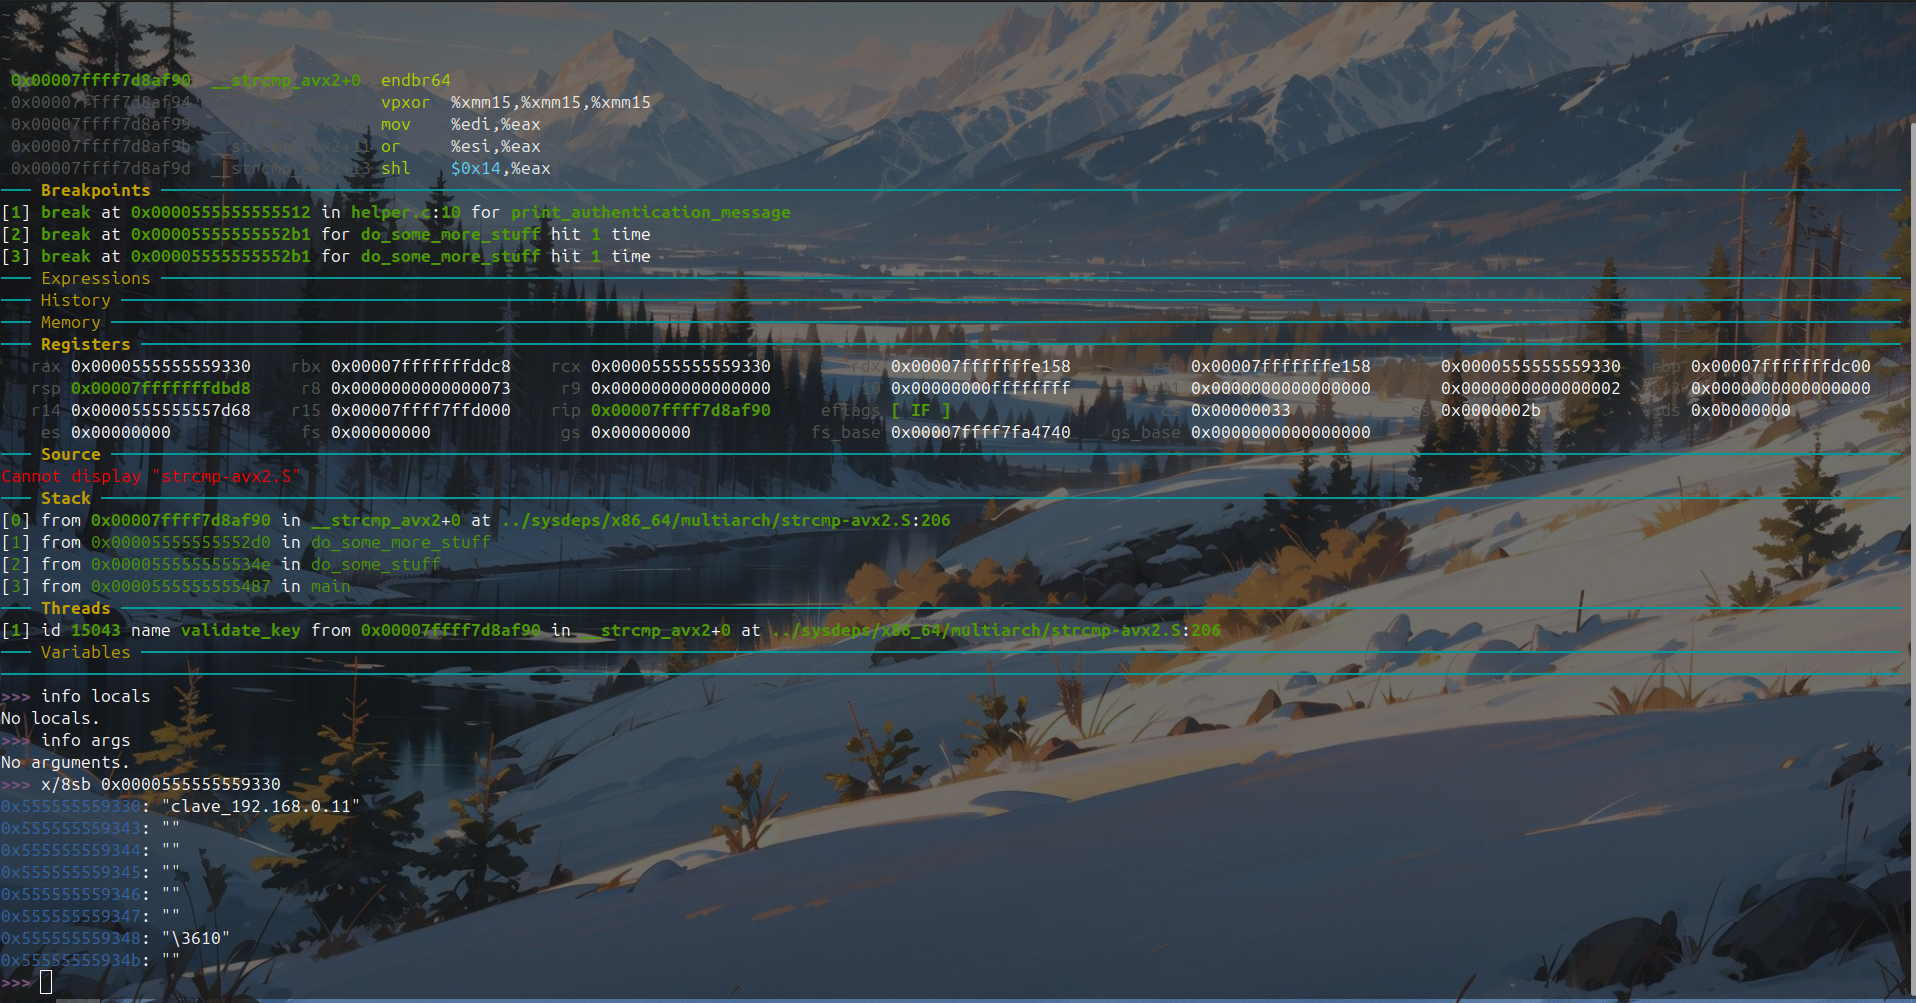 ~
~
~
0x00007ffff7d8af90 __strcmp_avx2+0 endbr64
0x00007ffff7d8af94 vpxor %xmm15,%xmm15,%xmm15
0x00007ffff7d8af99 mov %edi,%eax
0x00007ffff7d8af9b __strcmp_avx2+11 or %esi,%eax
0x00007ffff7d8af9d __strcmp_avx2+13 shl $0x14,%eax
Breakpoints
[1] break at 0x0000555555555512 in helper.c:10 for print_authentication_message
[2] break at 0x00005555555552b1 for do_some_more_stuff hit 1 time
[3] break at 0x00005555555552b1 for do_some_more_stuff hit 1 time
Expressions
History
Memory
Registers
rax 0x0000555555559330 rbx 0x00007fffffffddc8 rcx 0x0000555555559330 rdx 0x00007fffffffe158 0x00007fffffffe158 0x0000555555559330 rbp 0x00007fffffffdc00
rsp 0x00007fffffffdbd8 r8 0x0000000000000073 r9 0x0000000000000000 r10 0x00000000ffffffff r11 0x0000000000000000 0x0000000000000002 r13 0x0000000000000000
r14 0x0000555555557d68 r15 0x00007ffff7ffd000 rip 0x00007ffff7d8af90 eflags [ IF ] cs 0x00000033 ss 0x0000002b ds 0x00000000
es 0x00000000 fs 0x00000000 gs 0x00000000 fs_base 0x00007ffff7fa4740 gs_base 0x0000000000000000
Source
Cannot display "strcmp-avx2.S"
Stack
[0] from 0x00007ffff7d8af90 in __strcmp_avx2+0 at ../sysdeps/x86_64/multiarch/strcmp-avx2.S:206
[1] from 0x00005555555552d0 in do_some_more_stuff
[2] from 0x000055555555534e in do_some_stuff
[3] from 0x0000555555555487 in main
Threads
[1] id 15043 name validate_key from 0x00007ffff7d8af90 in __strcmp_avx2+0 at ../sysdeps/x86_64/multiarch/strcmp-avx2.S:206
Variables
>>> info locals
No locals.
>>> info args
No arguments.
>>> x/8sb 0x0000555555559330
0x555555559330: "clave_192.168.0.11"
0x555555559343: ""
0x555555559344: ""
0x555555559345: ""
0x555555559346: ""
0x555555559347: ""
0x555555559348: "\3610"
0x55555555934b: ""
>>>